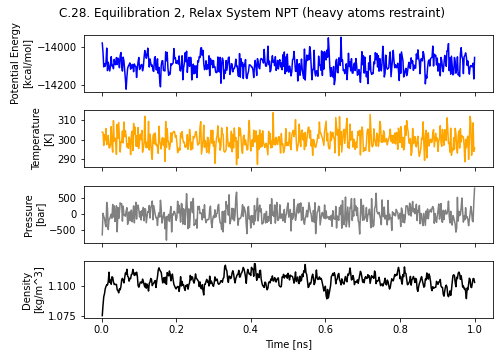 C.28. Equilibration 2, Relax System NPT (heavy atoms restraint)
Potential Energy
[kcal/mol]
−14000
−14200
Temperature
[K]
310
300
290
Pressure
[bar]
500
0
−500
Density
[kg/m^3]
1.100
1.075
0.0 0.2 0.4 0.6 0.8 1.0
Time [ns]